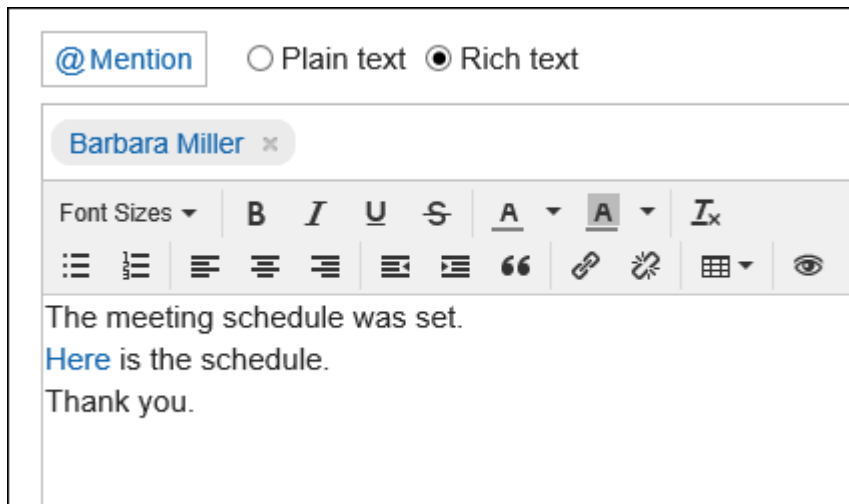 @Mention Plain text Rich text
Barbara Miller ×
Font Sizes B I U S A A Ix
The meeting schedule was set.
Here is the schedule.
Thank you.